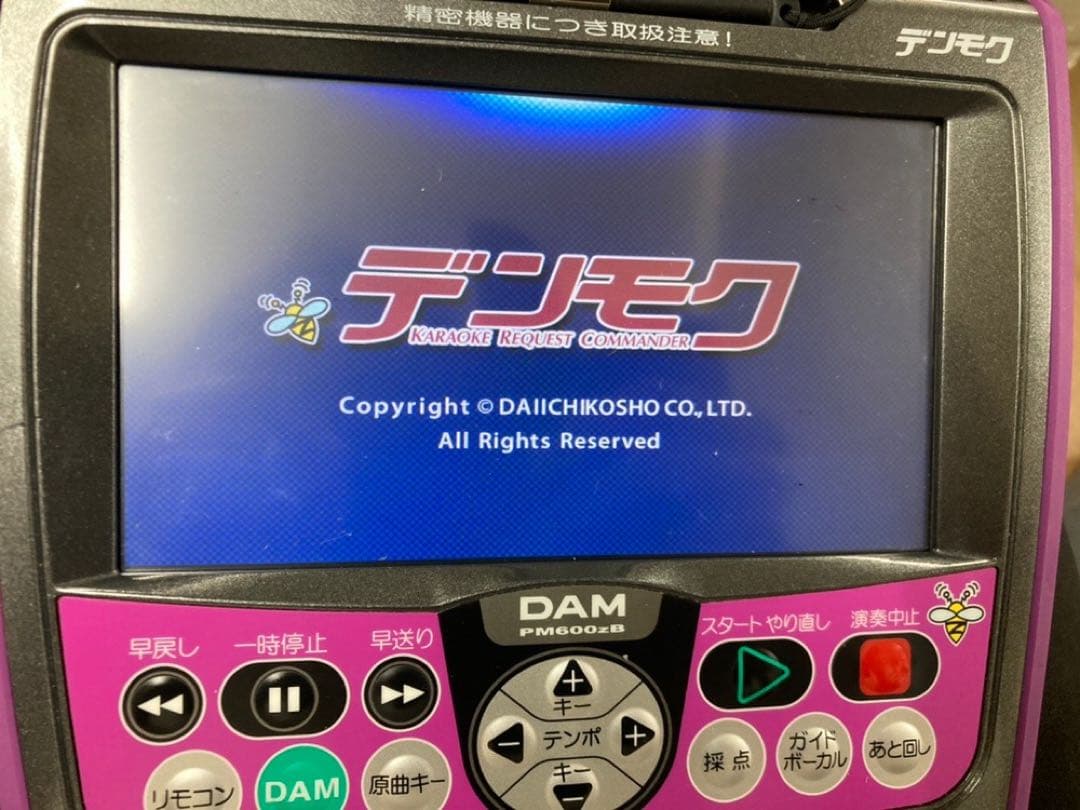 精密機器につき取扱注意!
デンモク
デンモク
KARAOKE REQUEST COMMANDER
Copyright © DAIICHIKOSHO CO., LTD.
All Rights Reserved
DAM
PM600zB
早戻し
一時停止
早送り
スタート やり直し
演奏中止
キー
テンポ
キー
採点
ガイド
ボーカル
あと回し
リモコン
DAM
原曲キー